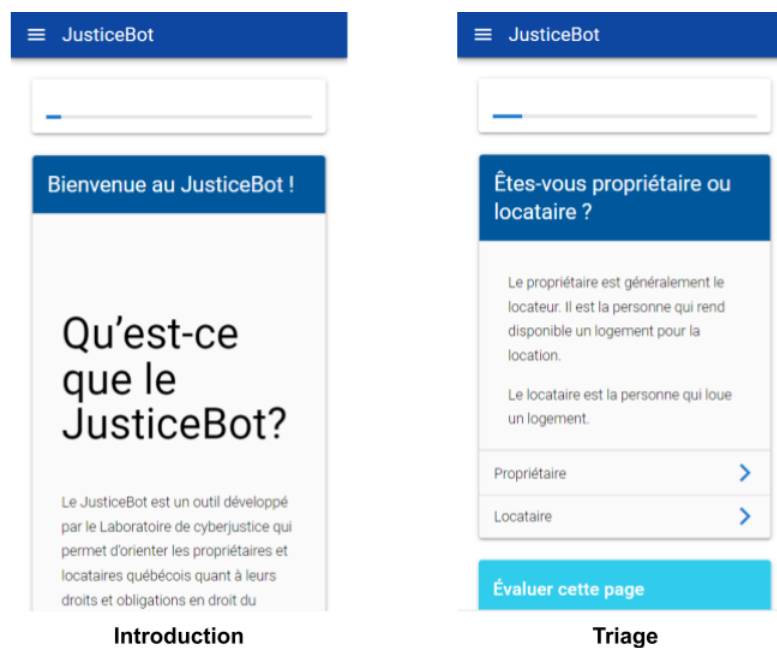 JusticeBot
Bienvenue au JusticeBot !
Qu’est-ce
que le
JusticeBot?
Le JusticeBot est un outil développé
par le Laboratoire de cyberjustice qui
permet d’orienter les propriétaires et
locataires québécois quant à leurs
droits et obligations en droit du
Introduction
JusticeBot
Êtes-vous propriétaire ou
locataire ?
Le propriétaire est généralement le
locateur. Il est la personne qui rend
disponible un logement pour la
location.
Le locataire est la personne qui loue
un logement.
Propriétaire
Locataire
Évaluer cette page
Triage